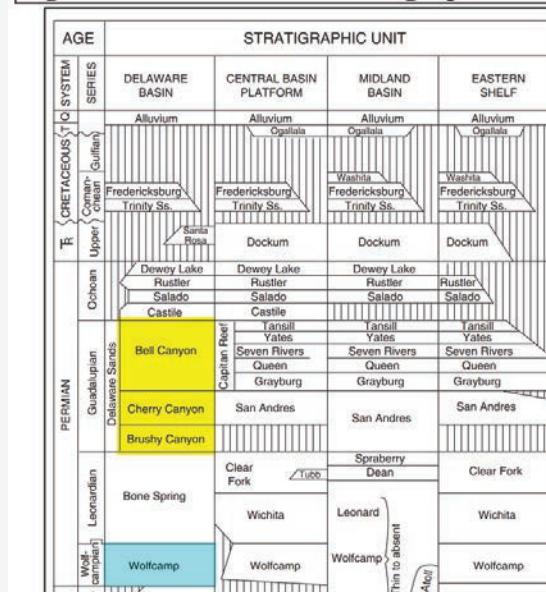 AGE
STRATIGRAPHIC UNIT
SYSTEM
SERIES
DELAWARE BASIN
CENTRAL BASIN PLATFORM
MIDLAND BASIN
EASTERN SHELF
Q
Alluvium
Alluvium
Alluvium
Alluvium
T
Ogallala
Ogallala
Ogallala
CRETACEOUS
Gulfian
Coman-
chean
Washita
Washita
Fredericksburg
Fredericksburg
Fredericksburg
Fredericksburg
Trinity Ss.
Trinity Ss.
Trinity Ss.
Trinity Ss.
Upper
Santa
Rosa
Dockum
Dockum
Dockum
PERMIAN
Ochoan
Dewey Lake
Dewey Lake
Dewey Lake
Rustler
Rustler
Rustler
Rustler
Salado
Salado
Salado
Salado
Castile
Castile
Guadalupian
Delaware Sands
Bell Canyon
Capitan Reef
Tansill
Tansill
Tansill
Yates
Yates
Yates
Seven Rivers
Seven Rivers
Seven Rivers
Queen
Queen
Queen
Grayburg
Grayburg
Grayburg
Cherry Canyon
San Andres
San Andres
San Andres
Brushy Canyon
Leonardian
Bone Spring
Clear
Fork
Tubb
Spraberry
Dean
Clear Fork
Wichita
Leonard
Wichita
Wolf-
campian
Wolfcamp
Wolfcamp
Wolfcamp
Thin to absent
Atoll
Wolfcamp